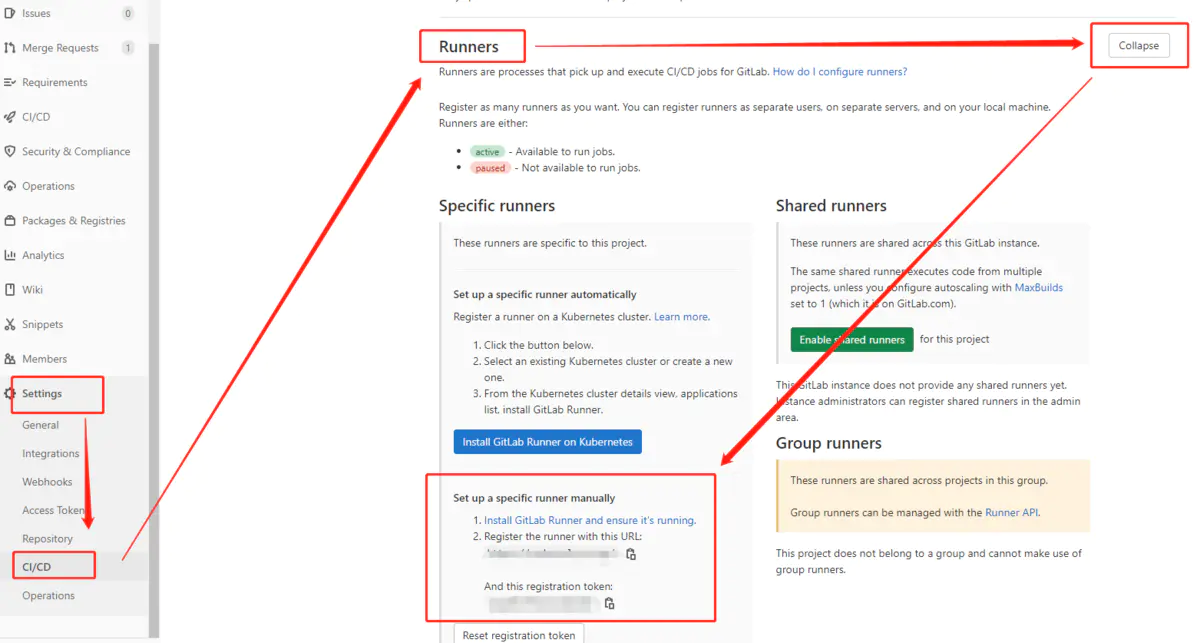 Issues 0
Merge Requests 1
Requirements
CI/CD
Security & Compliance
Operations
Packages & Registries
Analytics
Wiki
Snippets
Members
Settings
General
Integrations
Webhooks
Access Token
Repository
CI/CD
Operations
Runners
Collapse
Runners are processes that pick up and execute CI/CD jobs for GitLab. How do I configure runners?
Register as many runners as you want. You can register runners as separate users, on separate servers, and on your local machine.
Runners are either:
• active - Available to run jobs.
• paused - Not available to run jobs.
Specific runners
These runners are specific to this project.
Set up a specific runner automatically
Register a runner on a Kubernetes cluster. Learn more.
1. Click the button below.
2. Select an existing Kubernetes cluster or create a new
one.
3. From the Kubernetes cluster details view, applications
list, install GitLab Runner.
Install GitLab Runner on Kubernetes
Set up a specific runner manually
1. Install GitLab Runner and ensure it's running.
2. Register the runner with this URL:
And this registration token:
Reset registration token
Shared runners
These runners are shared across this GitLab instance.
The same shared runner executes code from multiple
projects, unless you configure autoscaling with MaxBuilds
set to 1 (which it is on GitLab.com).
Enable shared runners for this project
This GitLab instance does not provide any shared runners yet.
Instance administrators can register shared runners in the admin
area.
Group runners
These runners are shared across projects in this group.
Group runners can be managed with the Runner API.
This project does not belong to a group and cannot make use of
group runners.